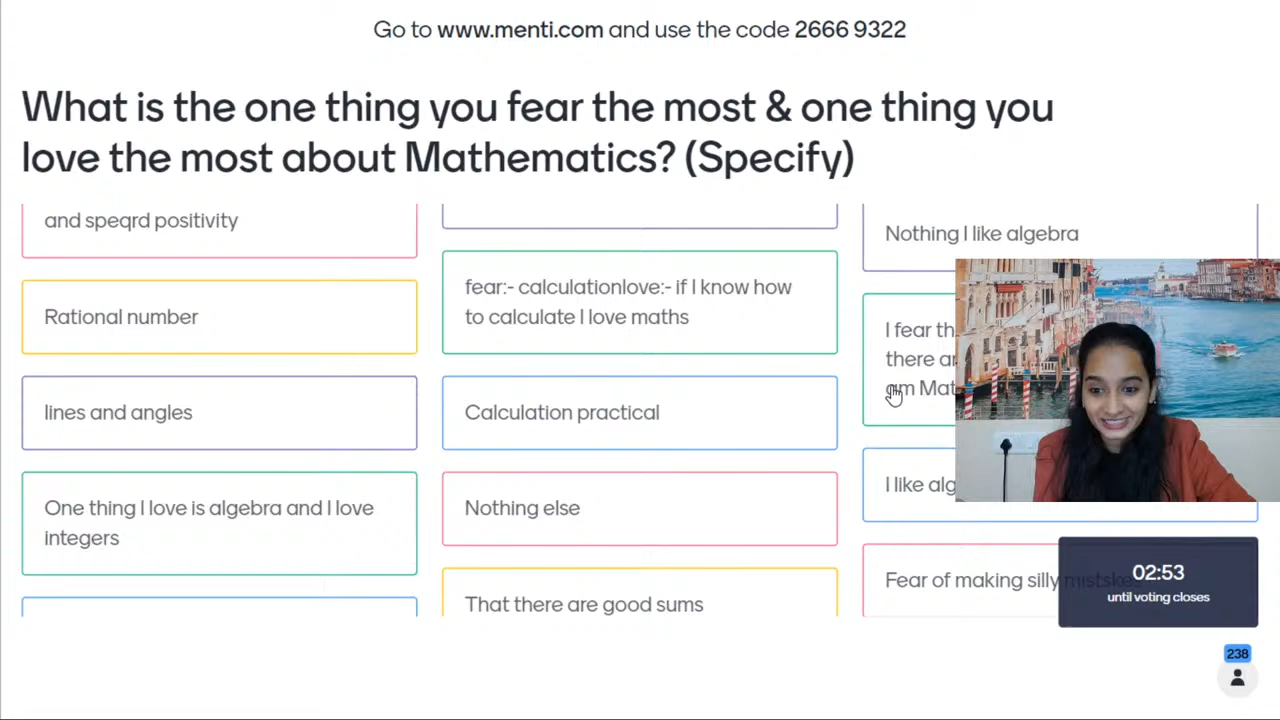 Go to www.menti.com and use the code 2666 9322
What is the one thing you fear the most & one thing you
love the most about Mathematics? (Specify)
and speqrd positivity
Rational number
lines and angles
One thing I love is algebra and I love
integers
fear:- calculationlove:- if I know how
to calculate I love maths
Calculation practical
Nothing else
That there are good sums
Nothing I like algebra
I fear
there
I like
Fear of making silly mistskes
02:53
until voting closes
238